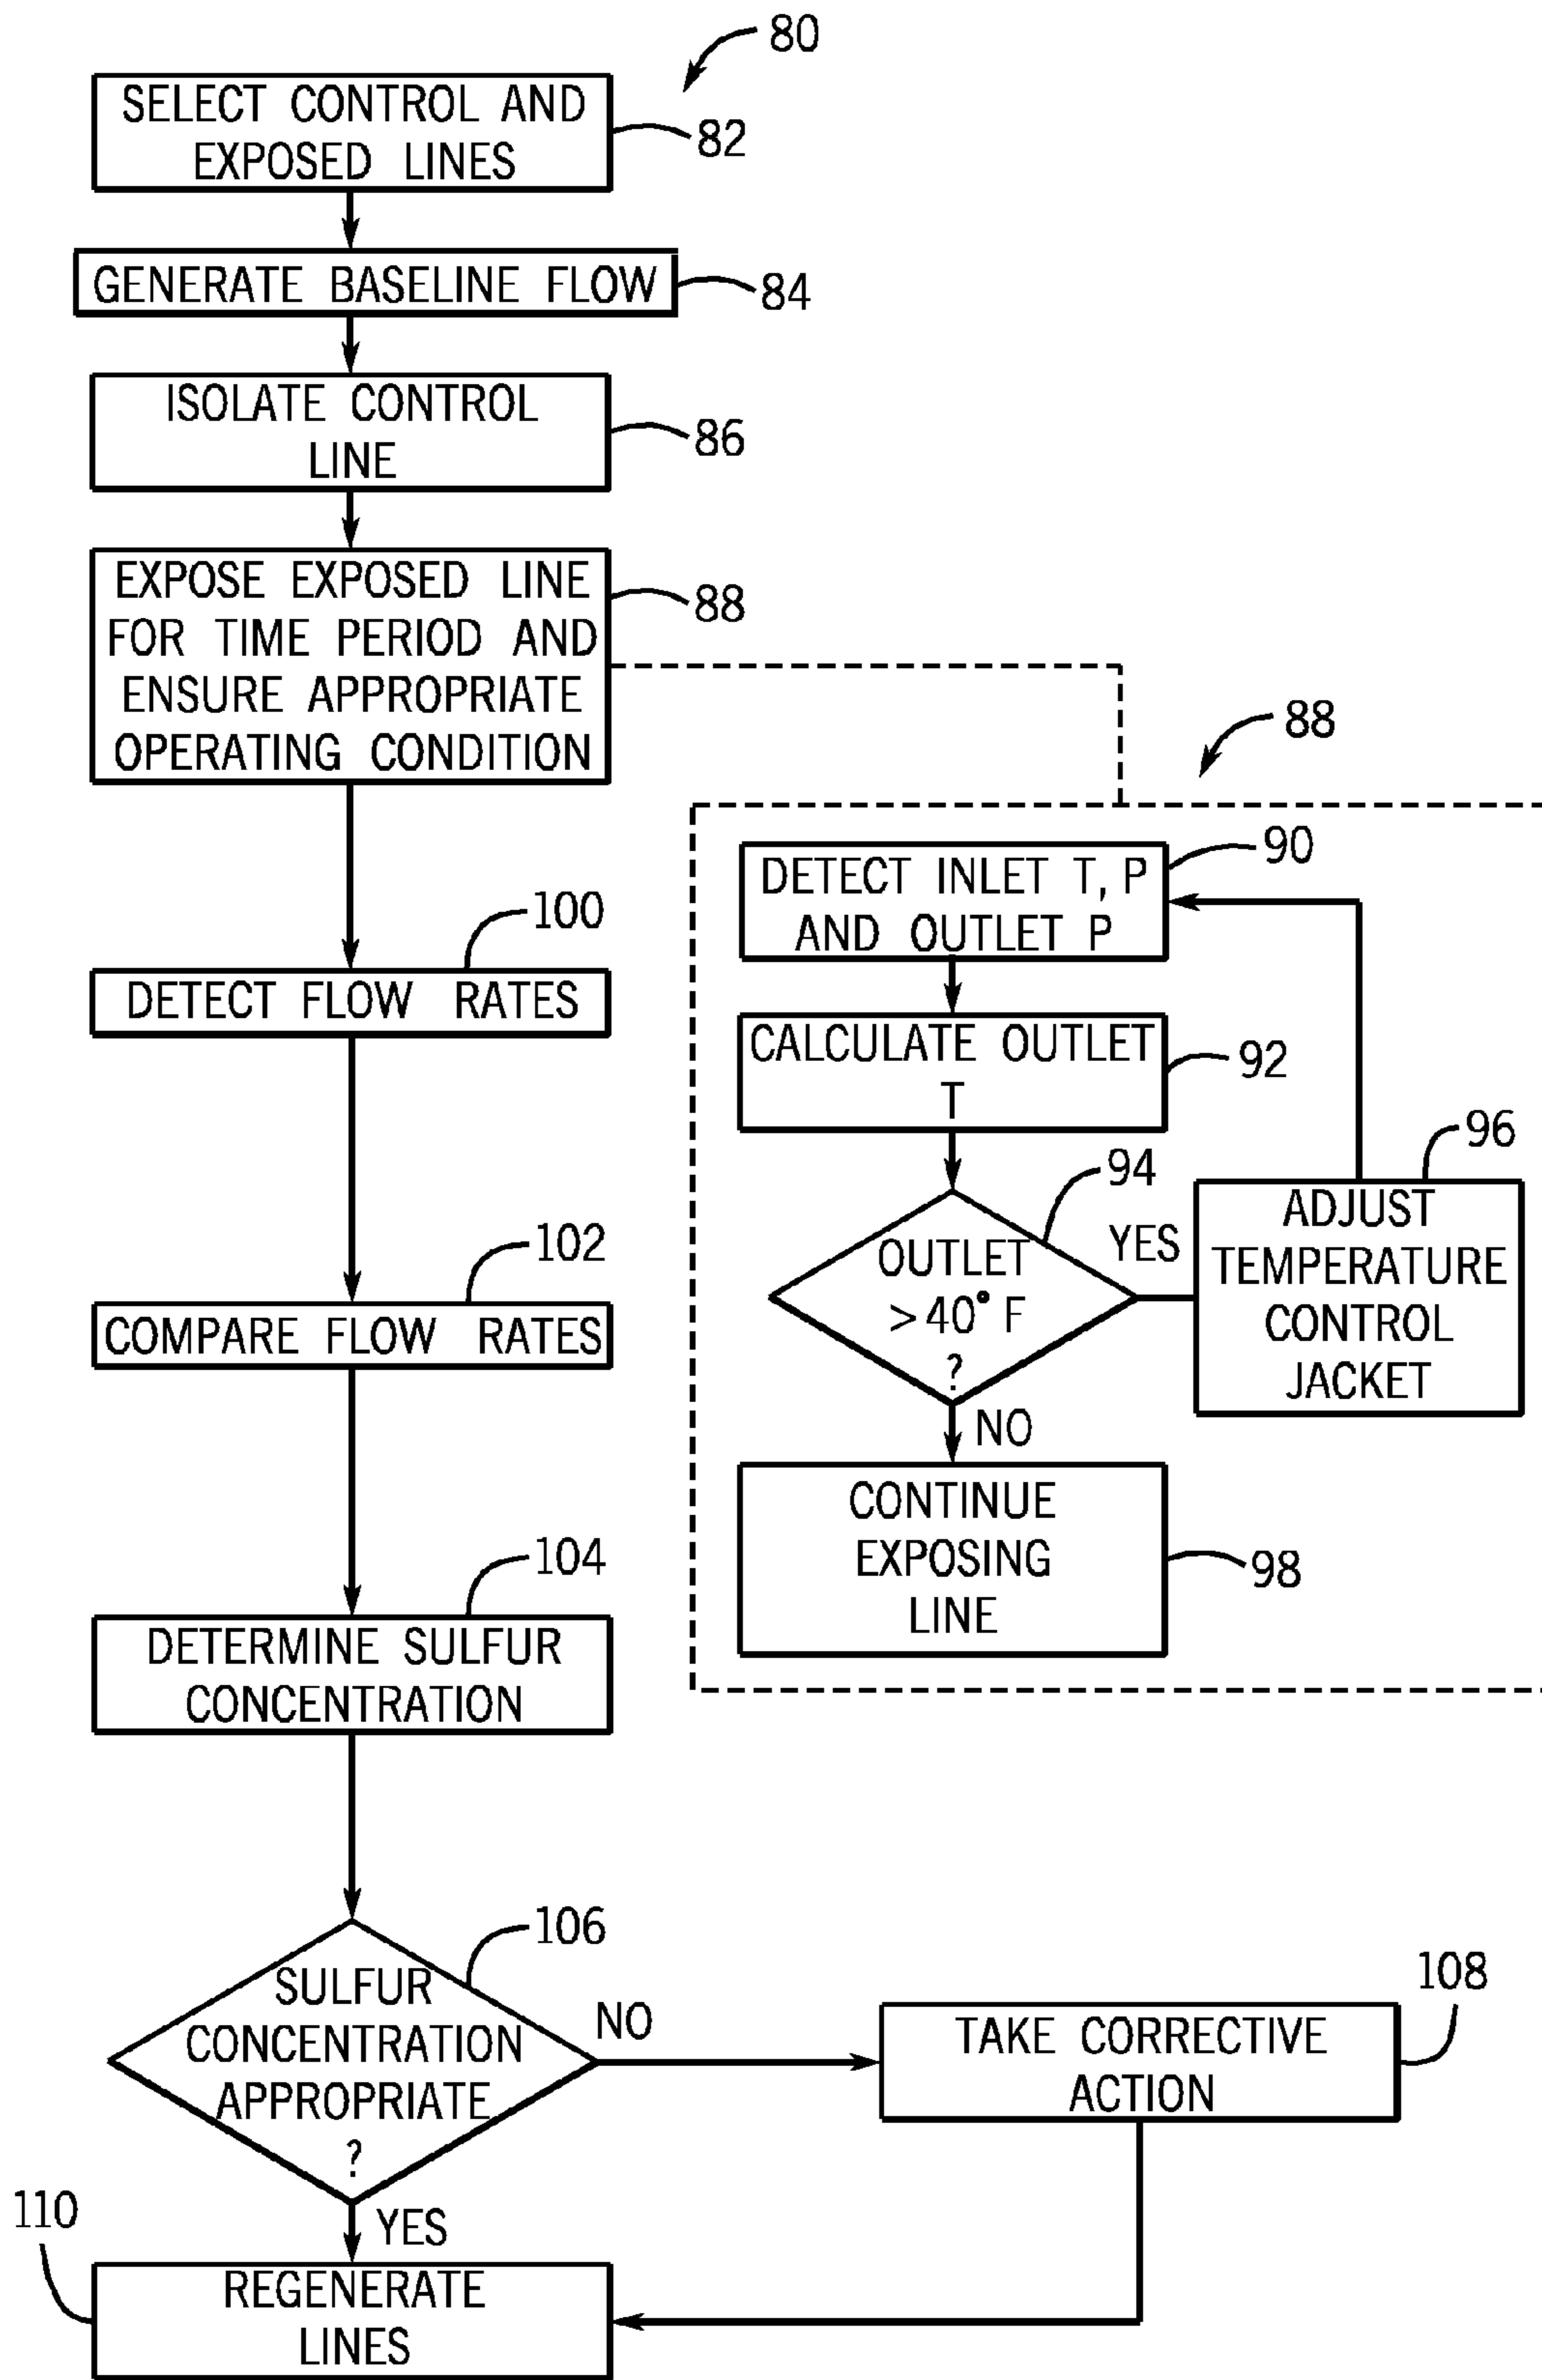 80
SELECT CONTROL AND
EXPOSED LINES
82
GENERATE BASELINE FLOW
84
ISOLATE CONTROL
LINE
86
EXPOSE EXPOSED LINE
FOR TIME PERIOD AND
ENSURE APPROPRIATE
OPERATING CONDITION
88
88
DETECT INLET T, P
AND OUTLET P
90
CALCULATE OUTLET
T
92
94
OUTLET
>40° F
?
YES
96
ADJUST
TEMPERATURE
CONTROL
JACKET
NO
CONTINUE
EXPOSING
LINE
98
100
DETECT FLOW RATES
102
COMPARE FLOW RATES
104
DETERMINE SULFUR
CONCENTRATION
106
SULFUR
CONCENTRATION
APPROPRIATE
?
NO
108
TAKE CORRECTIVE
ACTION
YES
110
REGENERATE
LINES